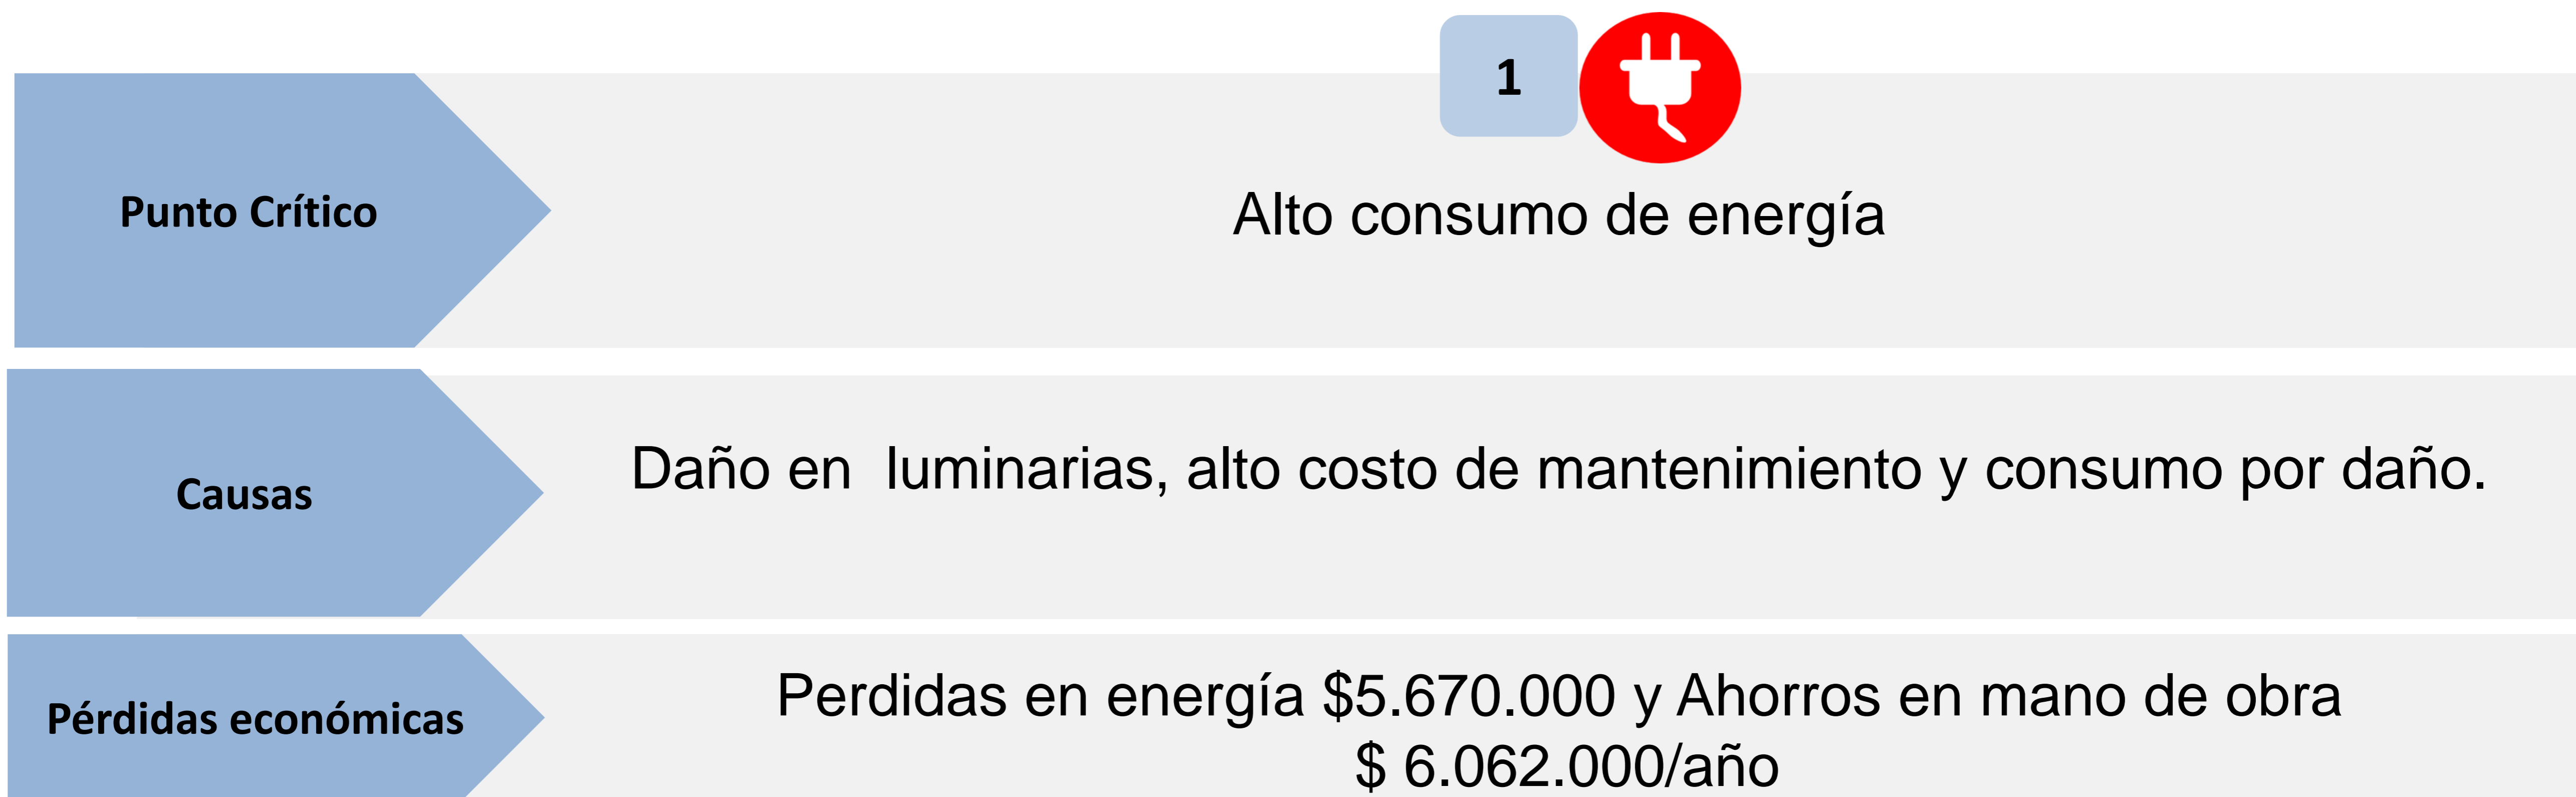 1
Punto Crítico
Alto consumo de energía
Causas
Daño en  luminarias, alto costo de mantenimiento y consumo por daño.
Pérdidas económicas
Perdidas en energía $5.670.000 y Ahorros en mano de obra
$ 6.062.000/año